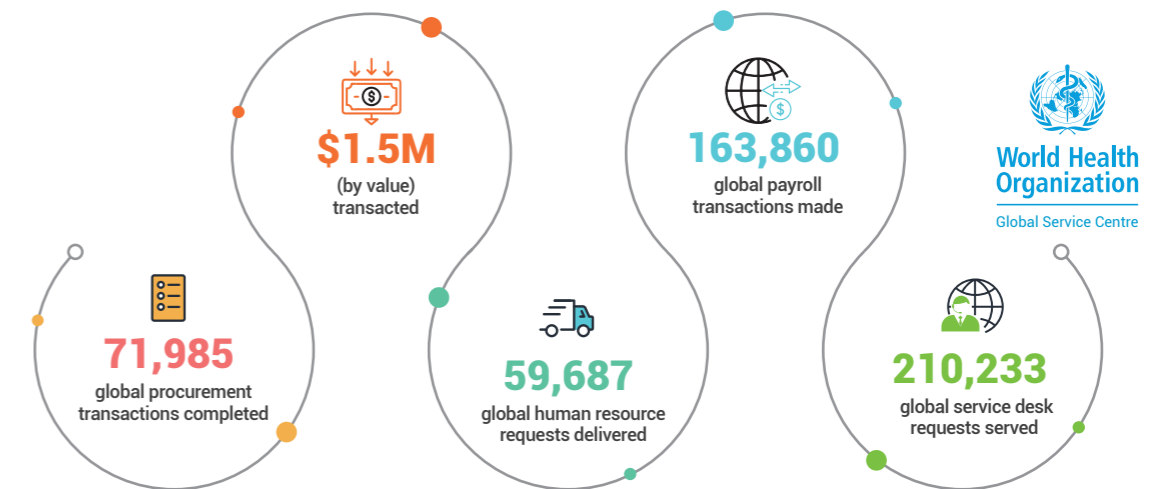 71,985
global procurement
transactions completed
$1.5M
(by value)
transacted
59,687
global human resource
requests delivered
163,860
global payroll
transactions made
210,233
global service desk
requests served
World Health
Organization
Global Service Centre